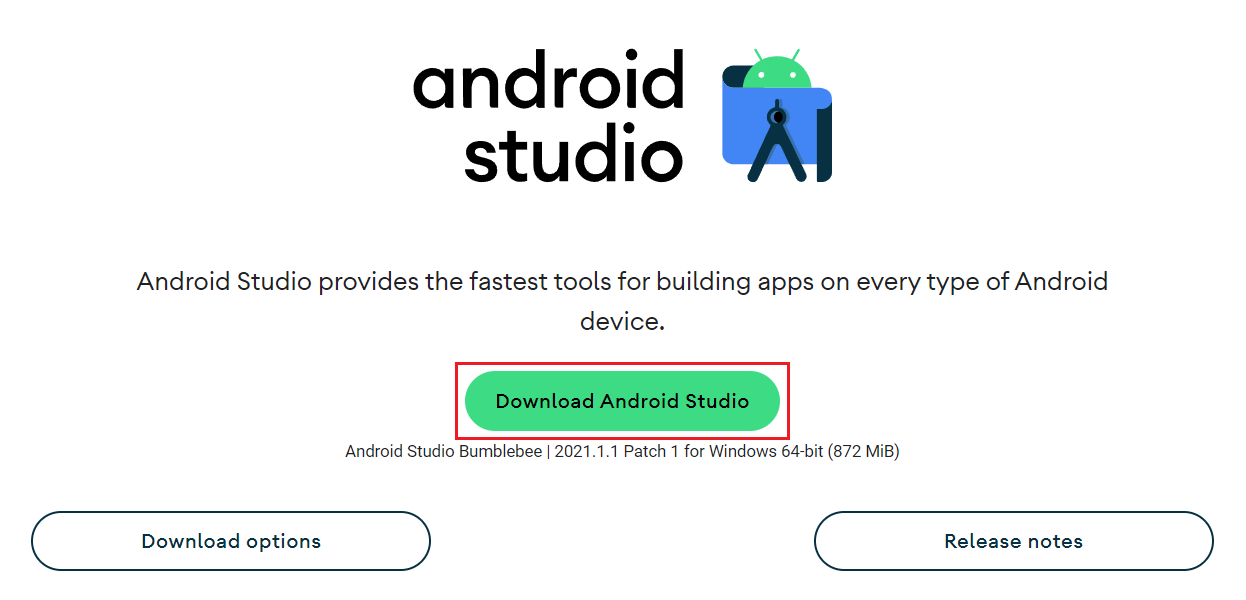 android
studio
Android Studio provides the fastest tools for building apps on every type of Android
device.
Download Android Studio
Android Studio Bumblebee | 2021.1.1 Patch 1 for Windows 64-bit (872 MiB)
Download options
Release notes